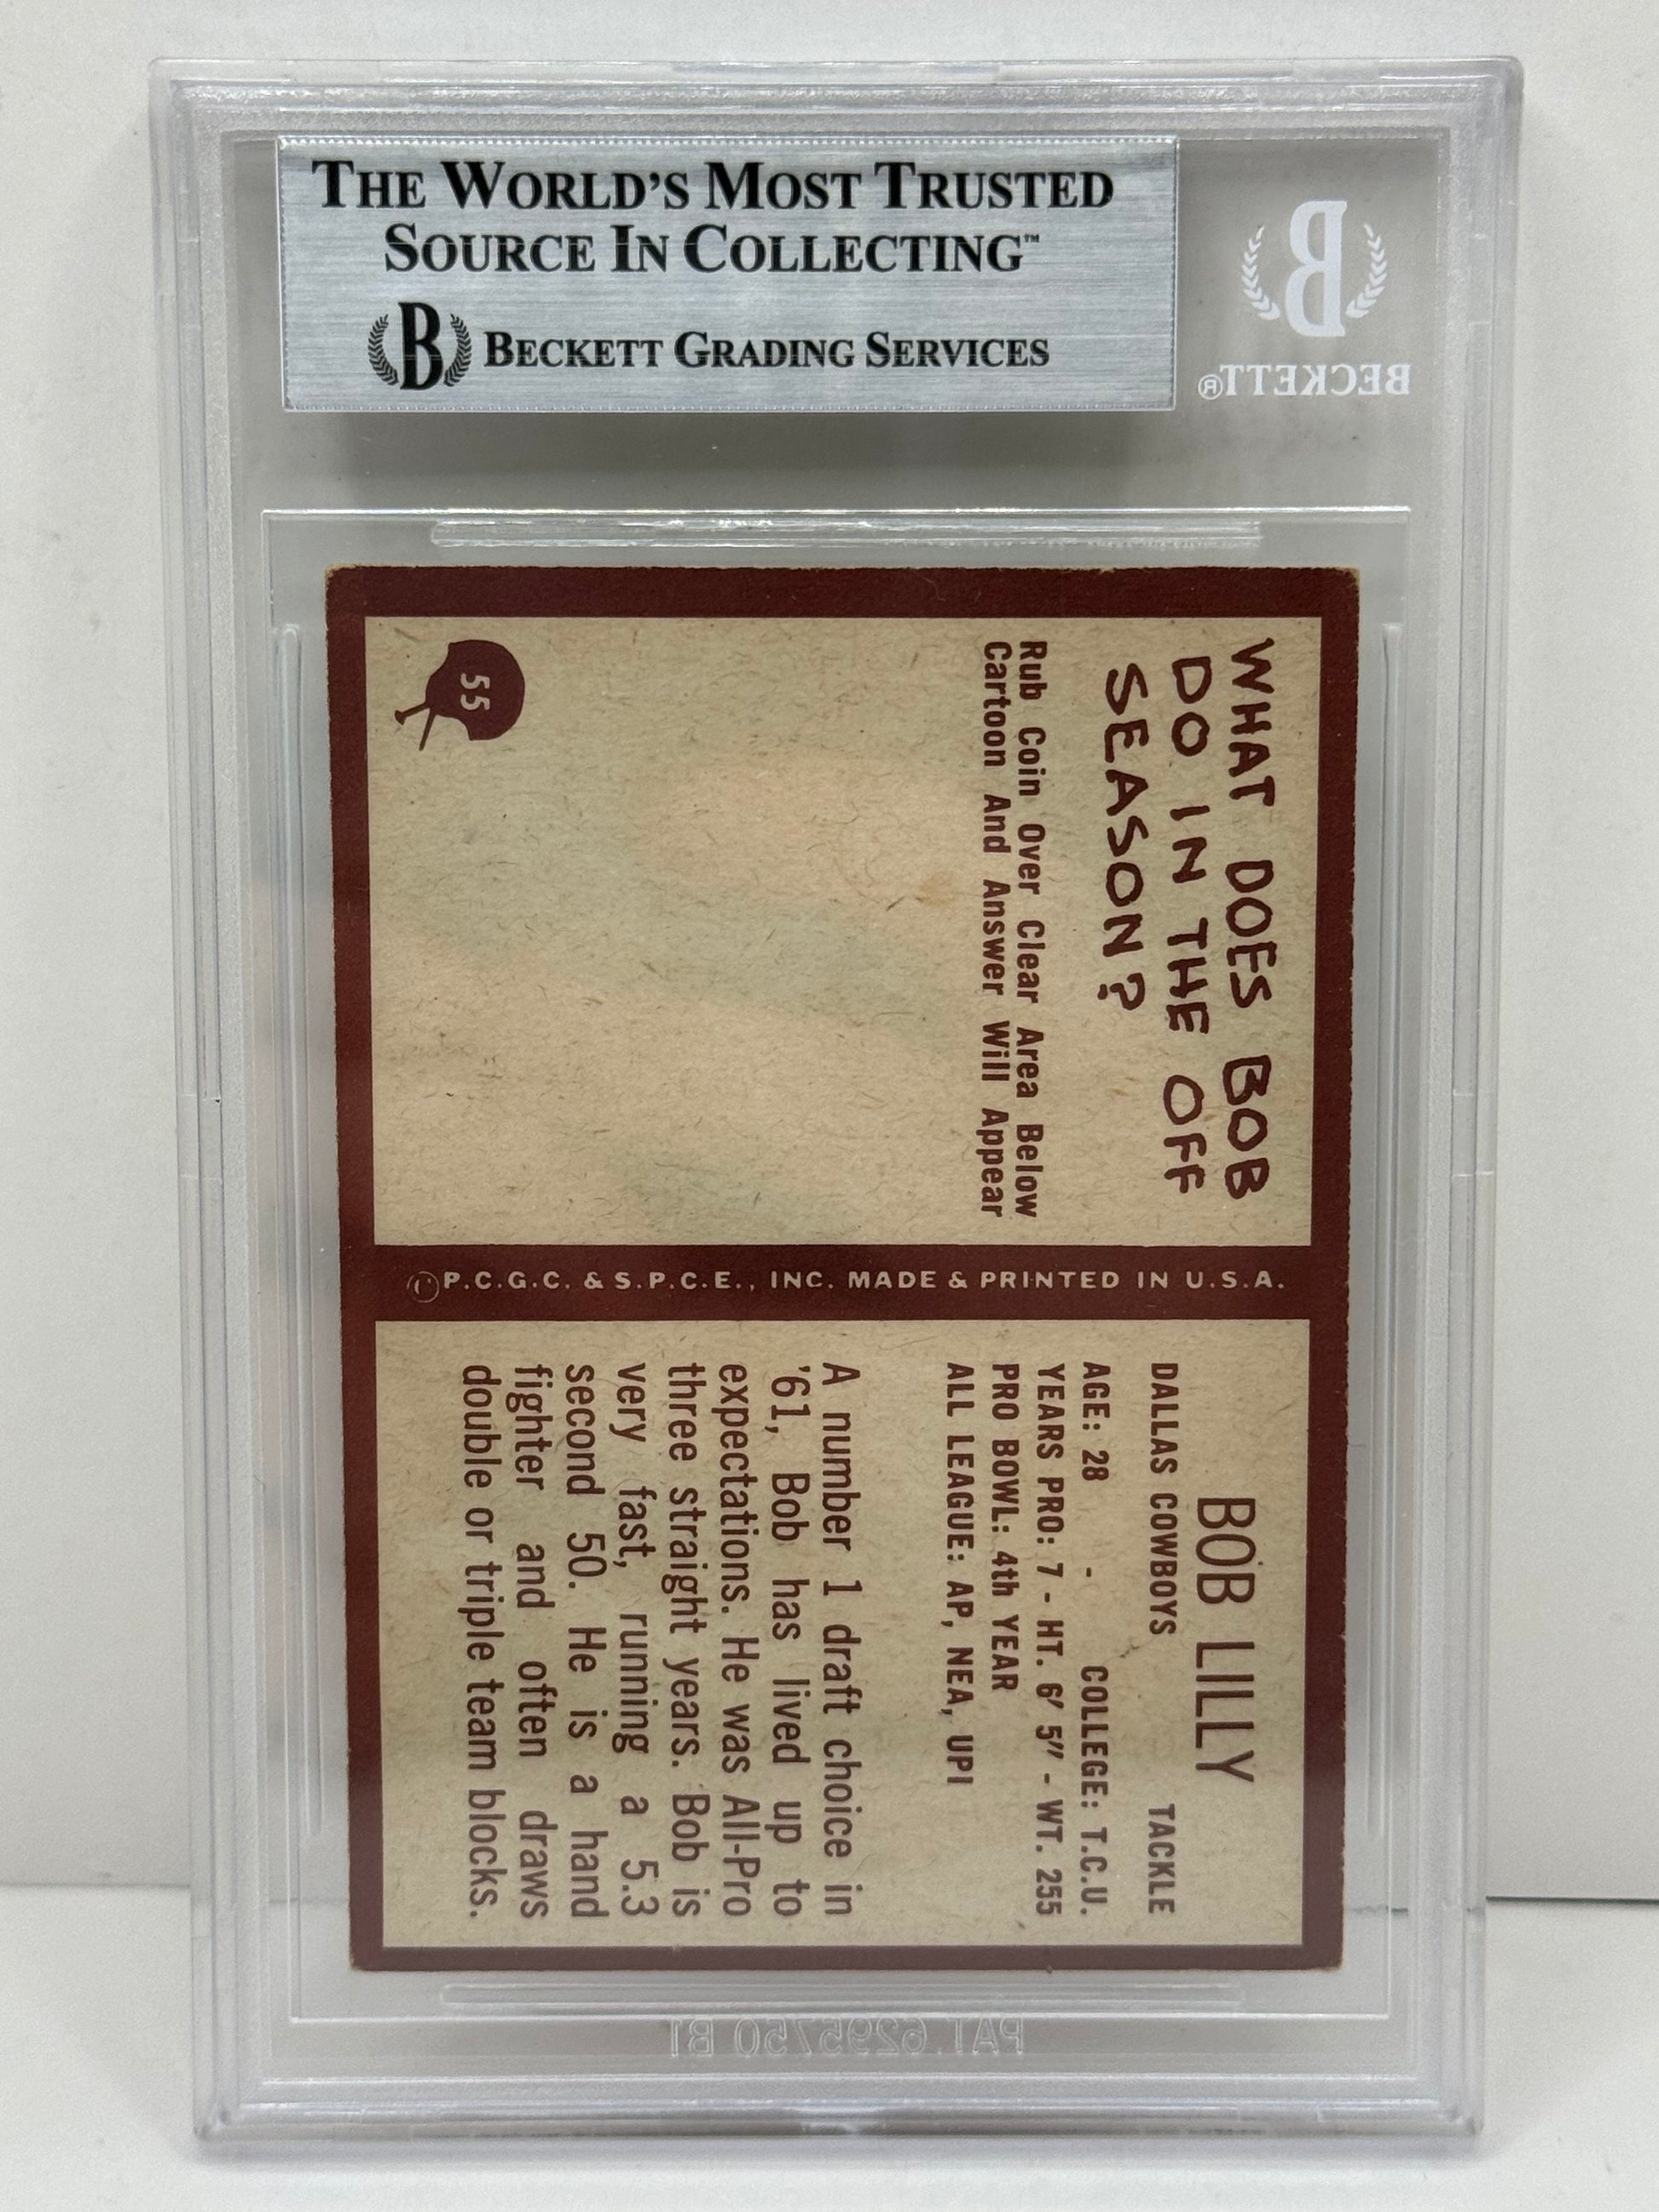 THE WORLD'S MOST TRUSTED
SOURCE IN COLLECTING™
B BECKETT GRADING SERVICES
B
BECKETT®
WHAT DOES BOB
DO IN THE OFF
SEASON?
Rub Coin Over Clear Area Below
Cartoon And Answer Will Appear
55
©P.C.G.C. & S.P.C.E., INC. MADE & PRINTED IN U.S.A.
BOB LILLY
DALLAS COWBOYS TACKLE
AGE: 28 - COLLEGE: T.C.U.
YEARS PRO: 7 - HT. 6' 5" - WT. 255
PRO BOWL: 4th YEAR
ALL LEAGUE: AP, NEA, UPI
A number 1 draft choice in
'61, Bob has lived up to
expectations. He was All-Pro
three straight years. Bob is
very fast, running a 5.3
second 50. He is a hand
fighter and often draws
double or triple team blocks.
PAT. 6295750 B1